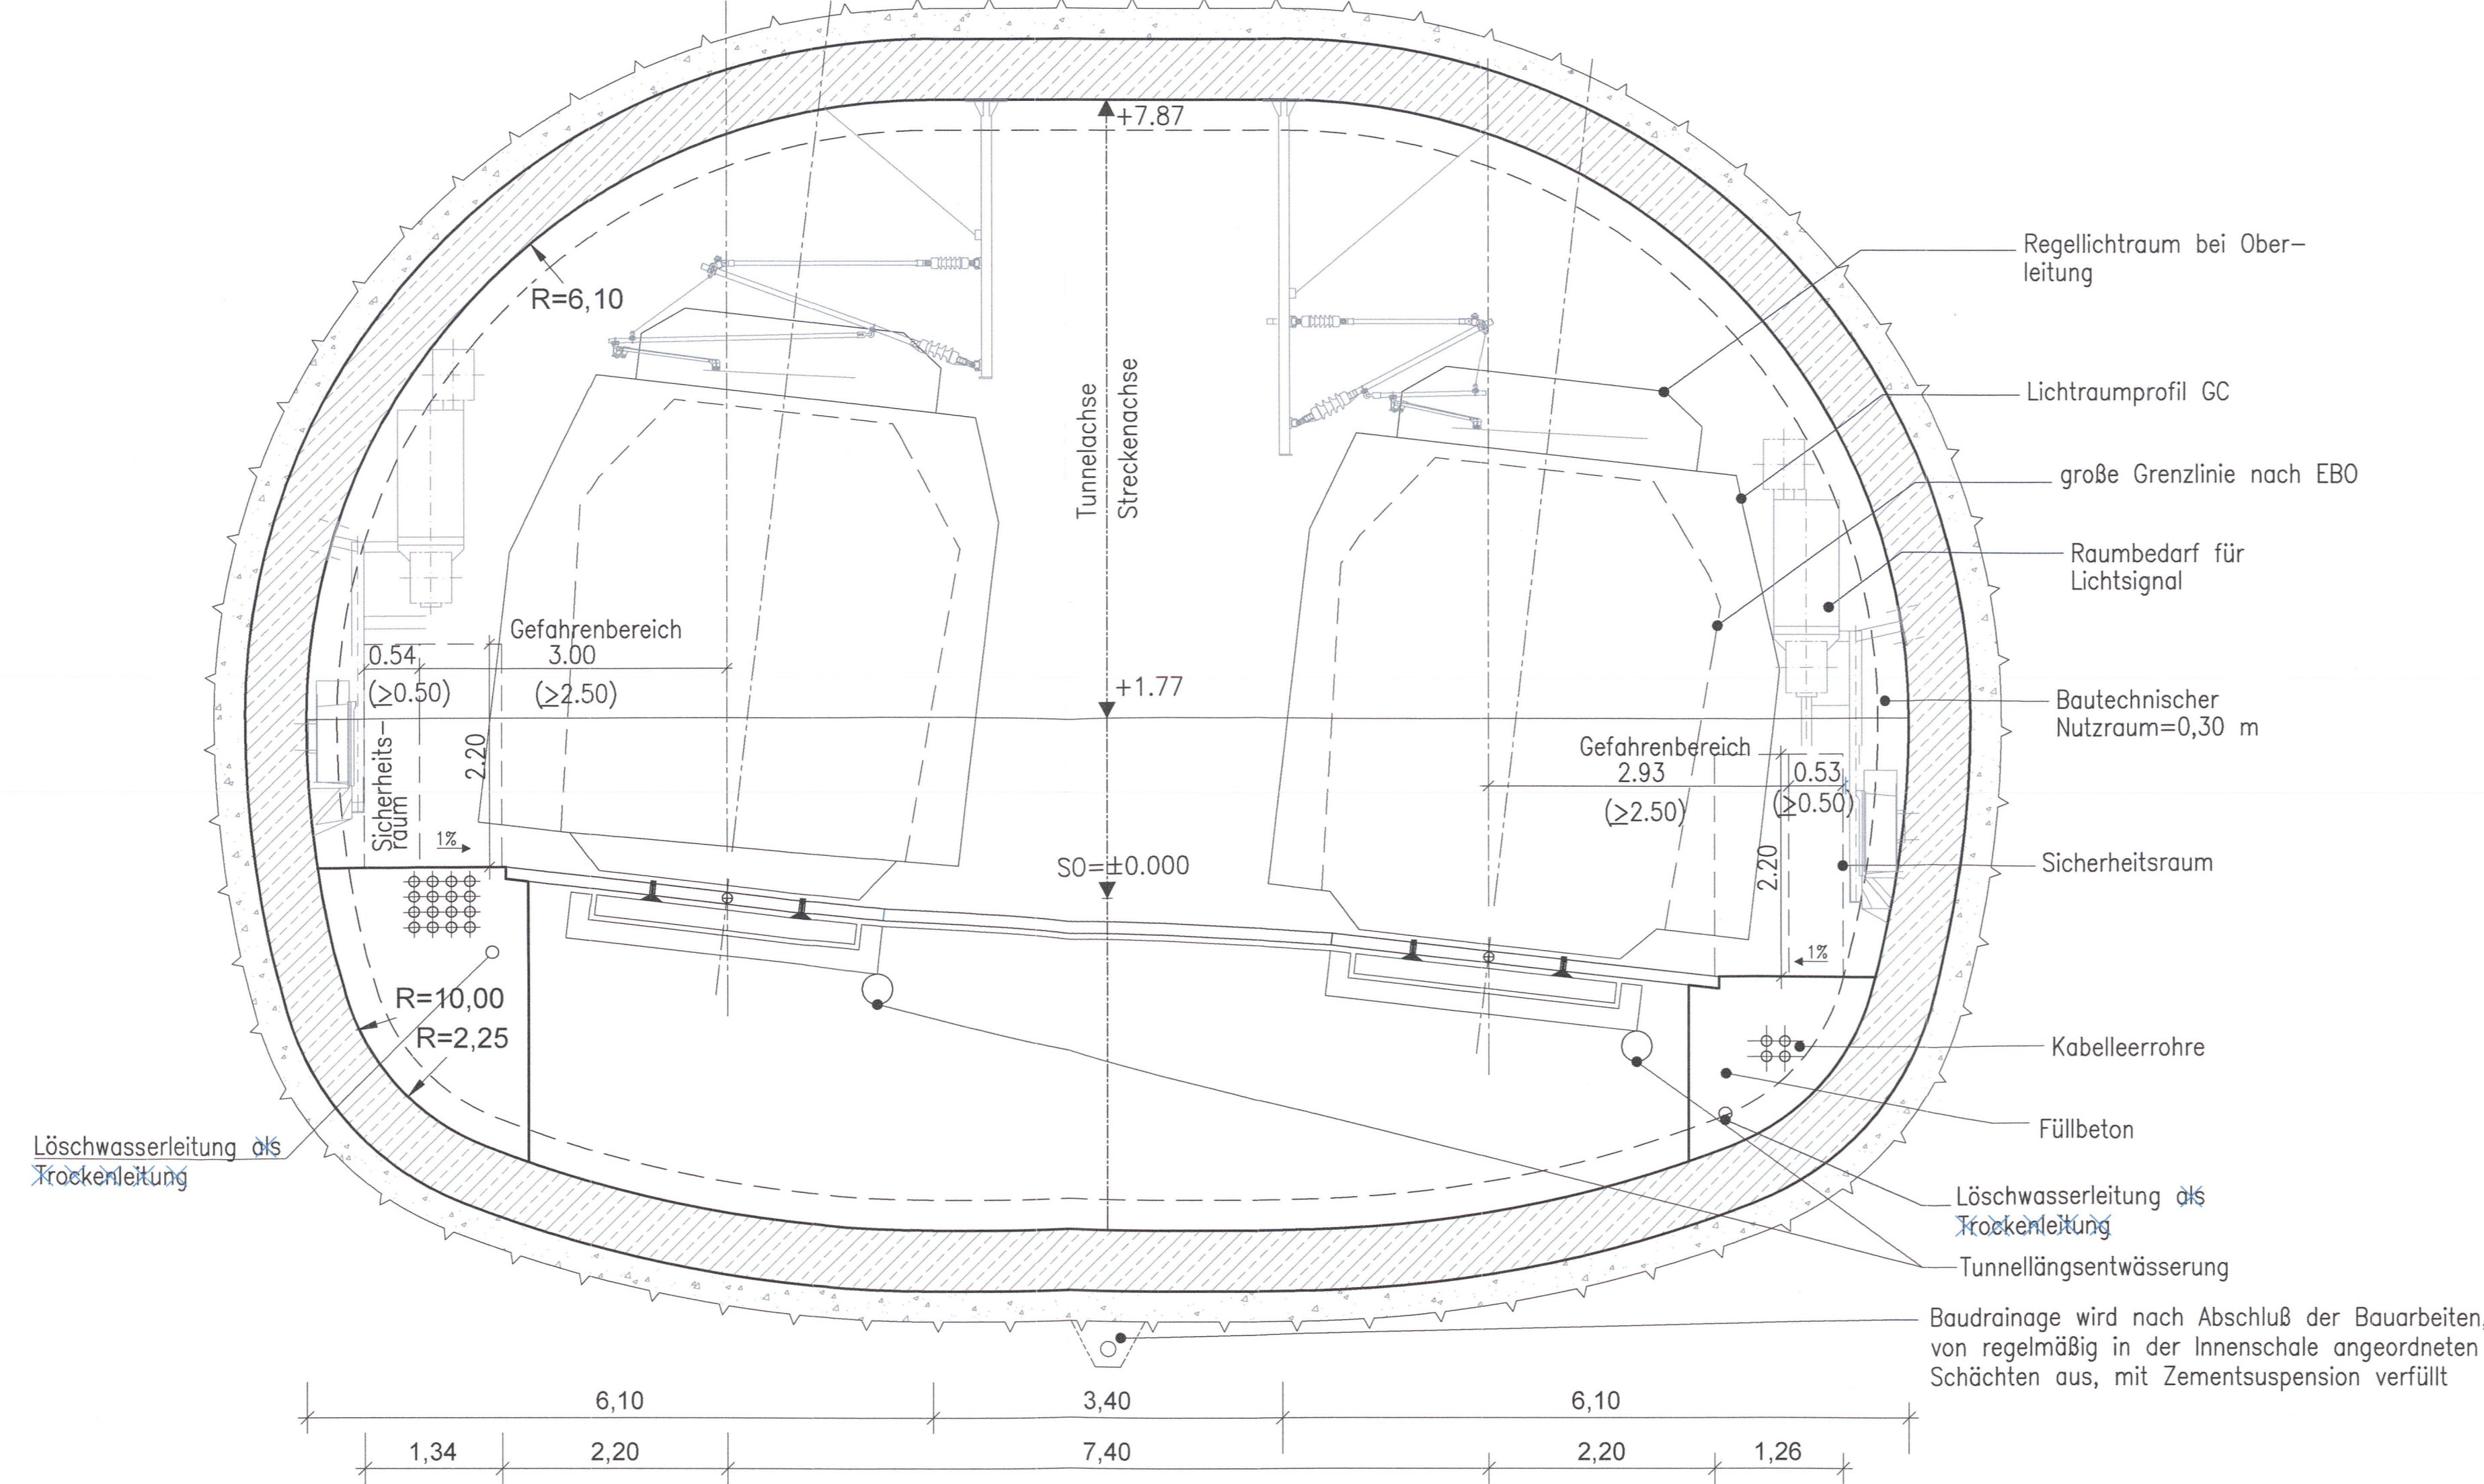 +7.87
R=6,10
Regellichtraum bei Ober-
leitung
Tunnelachse
Streckenachse
Lichtraumprofil GC
große Grenzlinie nach EBO
Raumbedarf für
Lichtsignal
Gefahrenbereich
0.54 3.00
(≥0.50) (≥2.50)
+1.77
Bautechnischer
Nutzraum=0,30 m
Sicherheits-
raum
2.20
1%
Gefahrenbereich
2.93 0.53
(≥2.50) (≥0.50)
2.20
SO=±0.000
Sicherheitsraum
1%
R=10,00
R=2,25
Kabelleerrohre
Füllbeton
Löschwasserleitung als
Trockenleitung
Löschwasserleitung als
Trockenleitung
Tunnellängsentwässerung
Baudrainage wird nach Abschluß der Bauarbeiten,
von regelmäßig in der Innenschale angeordneten
Schächten aus, mit Zementsuspension verfüllt
6,10 3,40 6,10
1,34 2,20 7,40 2,20 1,26